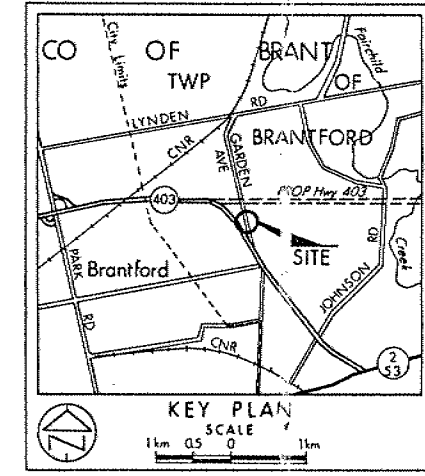 CO OF BRANT
TWP OF
BRANTFORD
City Limits
Fairchild
Creek
LYNDEN RD
CNR
GARDEN AVE
PROP Hwy 403
403
SITE
PARK RD
Brantford
JOHNSON RD
CNR
2
53
KEY PLAN
SCALE
1km 0.5 0 1km
N